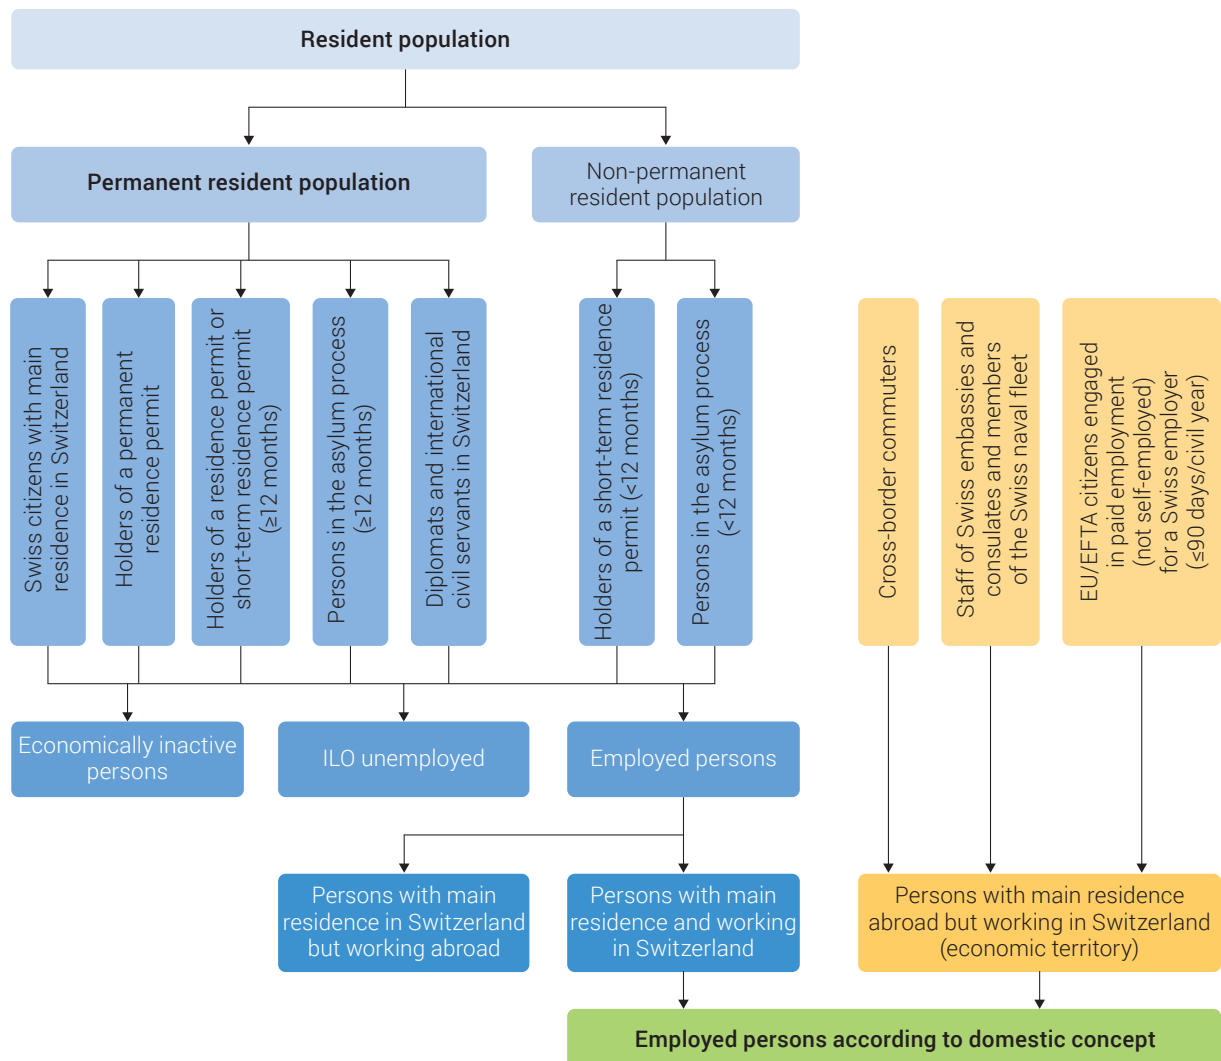 Resident population
Permanent resident population
Non-permanent
resident population
Swiss citizens with main
residence in Switzerland
Holders of a permanent
residence permit
Holders of a residence permit or
short-term residence permit
(≥12 months)
Persons in the asylum process
(≥12 months)
Diplomats and international
civil servants in Switzerland
Holders of a short-term residence
permit (<12 months)
Persons in the asylum process
(<12 months)
Cross-border commuters
Staff of Swiss embassies and
consulates and members
of the Swiss naval fleet
EU/EFTA citizens engaged
in paid employment
(not self-employed)
for a Swiss employer
(≤90 days/civil year)
Economically inactive
persons
ILO unemployed
Employed persons
Persons with main
residence in Switzerland
but working abroad
Persons with main
residence and working
in Switzerland
Persons with main residence
abroad but working in Switzerland
(economic territory)
Employed persons according to domestic concept